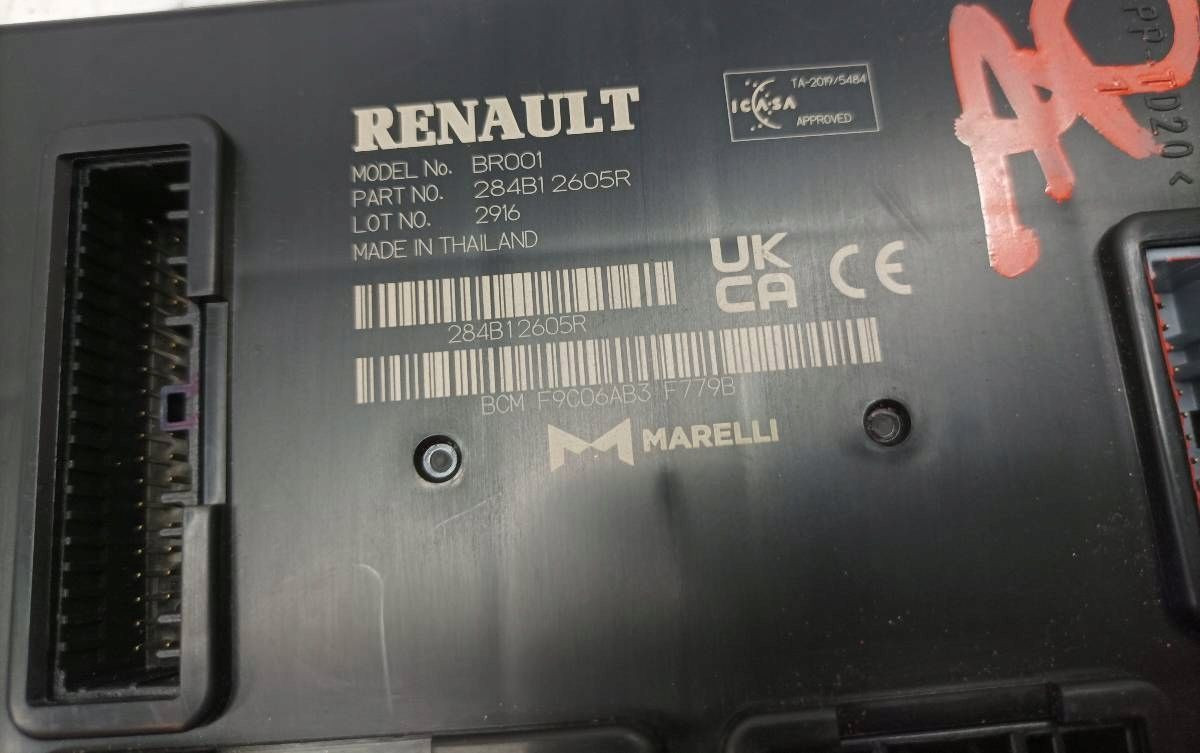 RENAULT
MODEL No. BR001
PART NO. 284B12605R
LOT NO. 2916
MADE IN THAILAND
ICASA
TA-2019/5484
APPROVED
284B12605R
UK
CA
CE
BCM F9C06AB3 F779B
MARELLI
AO